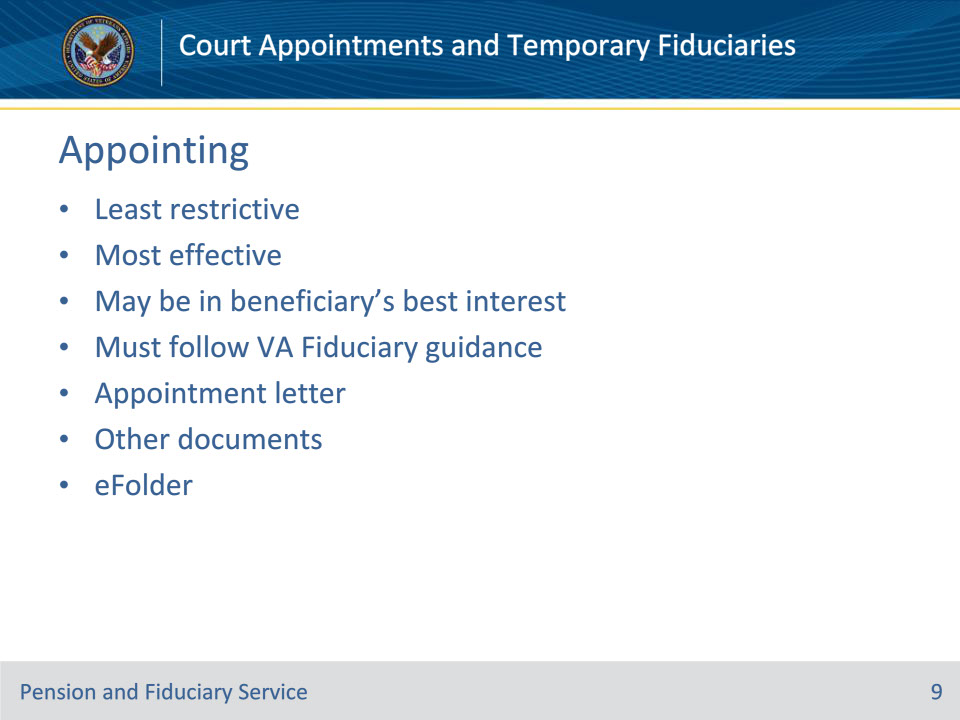 Court Appointments and Temporary Fiduciaries
Appointing
• Least restrictive
• Most effective
• May be in beneficiary’s best interest
• Must follow VA Fiduciary guidance
• Appointment letter
• Other documents
• eFolder
Pension and Fiduciary Service
9